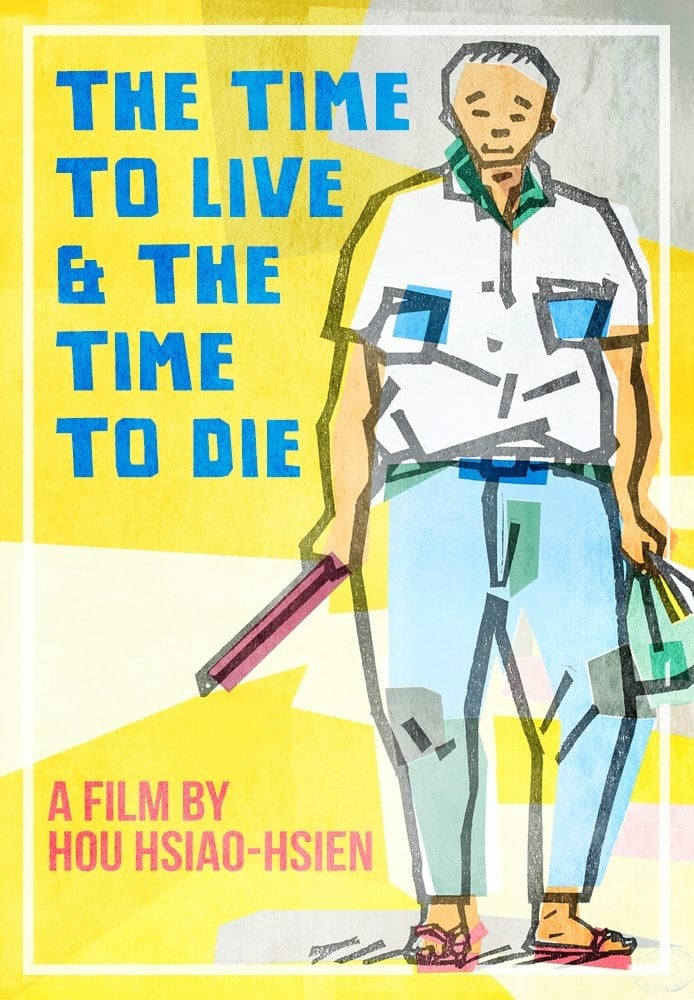 THE TIME
TO LIVE
& THE
TIME
TO DIE
A FILM BY
HOU HSIAO-HSIEN